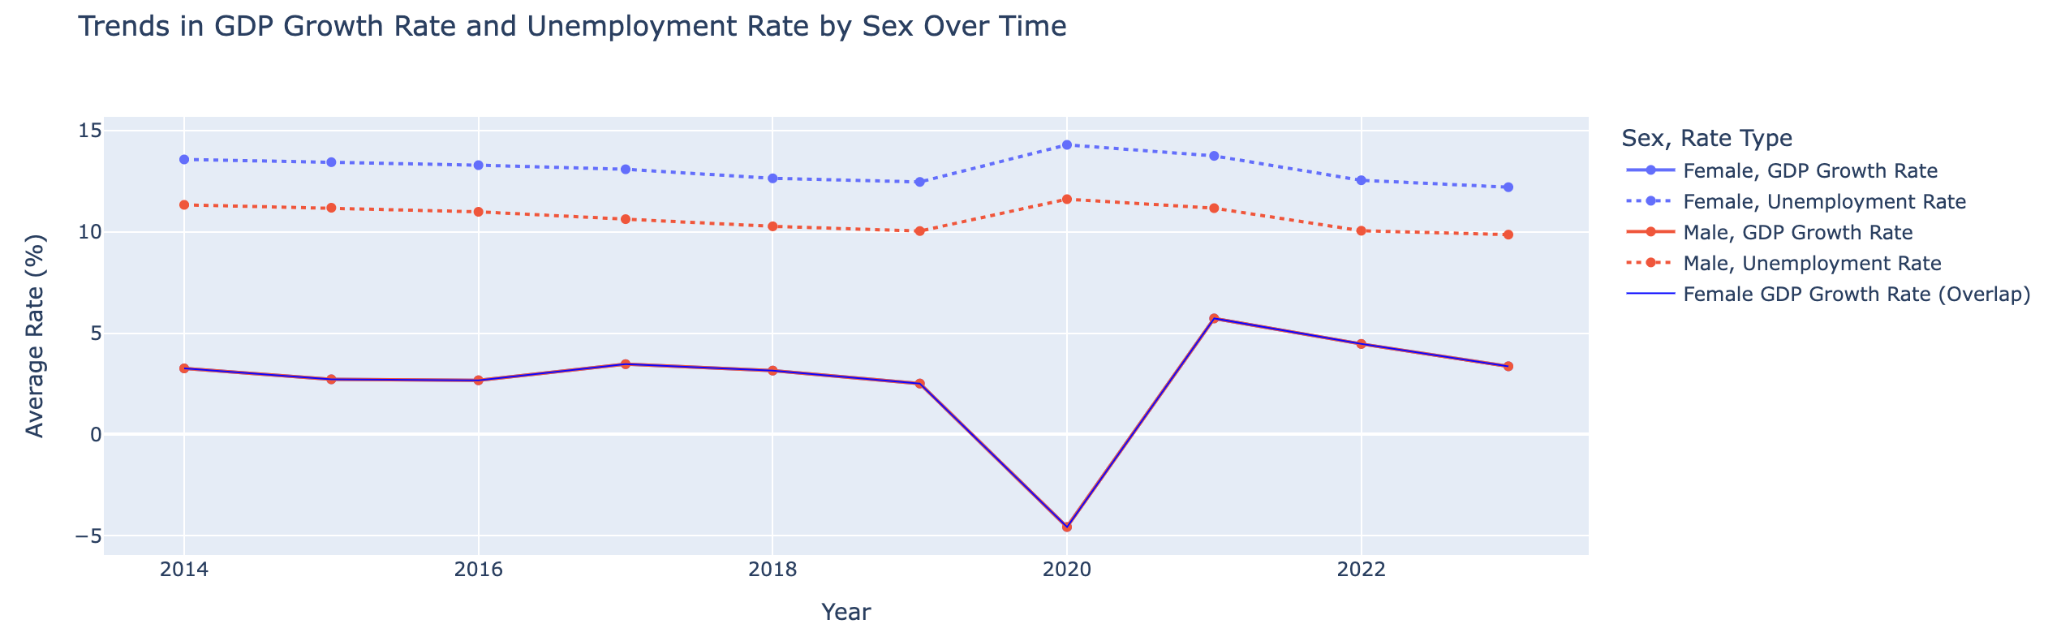 Trends in GDP Growth Rate and Unemployment Rate by Sex Over Time
15
10
5
0
−5
Average Rate (%)
2014
2016
2018
2020
2022
Year
Sex, Rate Type
Female, GDP Growth Rate
Female, Unemployment Rate
Male, GDP Growth Rate
Male, Unemployment Rate
Female GDP Growth Rate (Overlap)